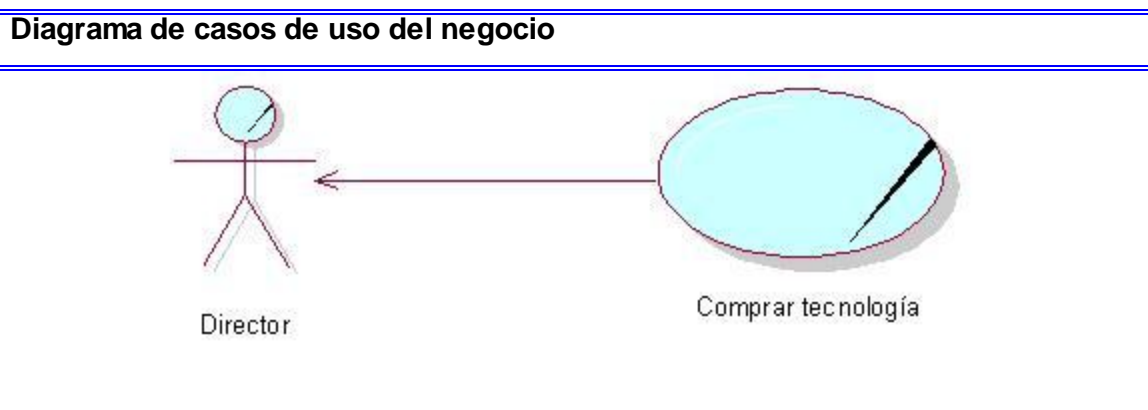 Diagrama de casos de uso del negocio
Director
Comprar tecnología